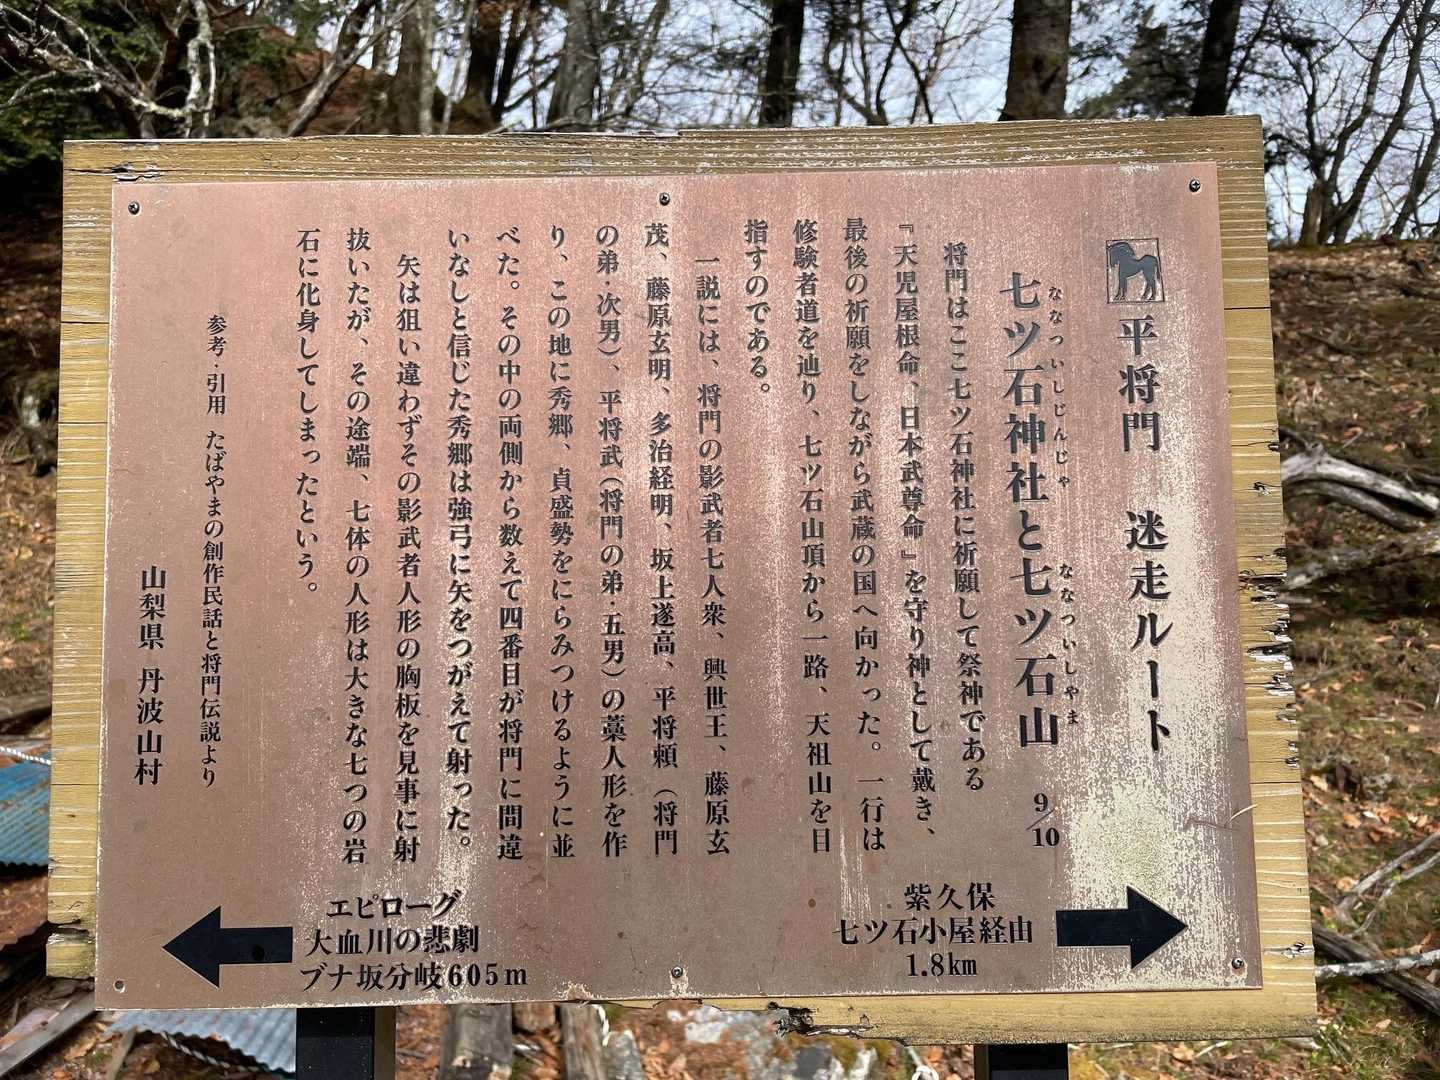 平将門　迷走ルート
七ツ石神社と七ツ石山 9/10
なないついしじんじゃ
ななついしやま
将門はここ七ツ石神社に祈願して祭神である
『天児屋根命、日本武尊命』を守り神として戴き、
最後の祈願をしながら武蔵の国へ向かった。一行は
修験者道を辿り、七ツ石山頂から一路、天祖山を目
指すのである。
一説には、将門の影武者七人衆、興世王、藤原玄
茂、藤原玄明、多治経明、坂上遂高、平将頼（将門
の弟・次男）、平将武（将門の弟・五男）の藁人形を作
り、この地に秀郷、貞盛勢をにらみつけるように並
べた。その中の両側から数えて四番目が将門に間違
いなしと信じた秀郷は強弓に矢をつがえて射った。
矢は狙い違わずその影武者人形の胸板を見事に射
抜いたが、その途端、七体の人形は大きな七つの岩
石に化身してしまったという。
参考・引用　たばやまの創作民話と将門伝説より
山梨県 丹波山村
紫久保
七ツ石小屋経由
1.8km
エピローグ
大血川の悲劇
ブナ坂分岐605m